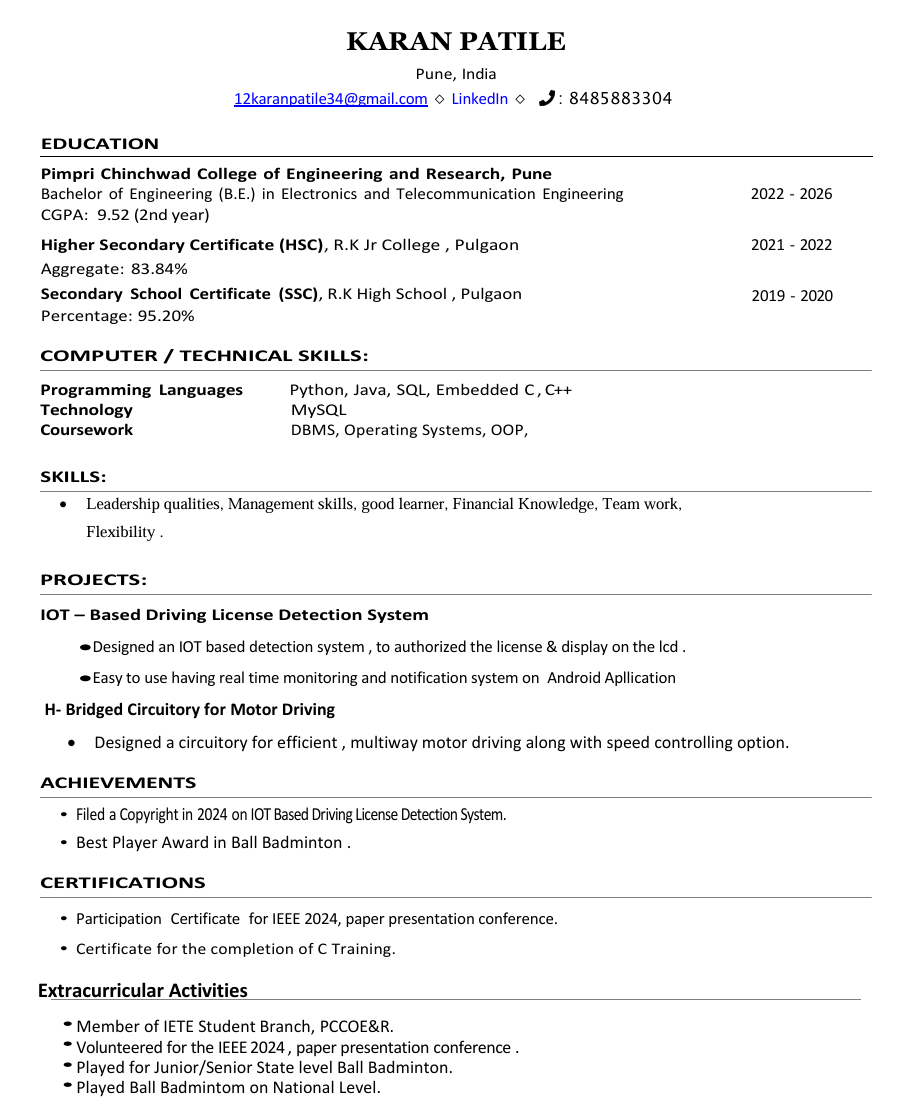 KARAN PATILE
Pune, India
12karanpatile34@gmail.com ◇ LinkedIn ◇ : 8485883304
EDUCATION
Pimpri Chinchwad College of Engineering and Research, Pune
Bachelor of Engineering (B.E.) in Electronics and Telecommunication Engineering 2022 - 2026
CGPA: 9.52 (2nd year)
Higher Secondary Certificate (HSC), R.K Jr College , Pulgaon 2021 - 2022
Aggregate: 83.84%
Secondary School Certificate (SSC), R.K High School , Pulgaon 2019 - 2020
Percentage: 95.20%
COMPUTER / TECHNICAL SKILLS:
Programming Languages Python, Java, SQL, Embedded C , C++
Technology MySQL
Coursework DBMS, Operating Systems, OOP,
SKILLS:
• Leadership qualities, Management skills, good learner, Financial Knowledge, Team work,
Flexibility .
PROJECTS:
IOT – Based Driving License Detection System
• Designed an IOT based detection system , to authorized the license & display on the lcd .
• Easy to use having real time monitoring and notification system on Android Apllication
H- Bridged Circuitory for Motor Driving
• Designed a circuitory for efficient , multiway motor driving along with speed controlling option.
ACHIEVEMENTS
• Filed a Copyright in 2024 on IOT Based Driving License Detection System.
• Best Player Award in Ball Badminton .
CERTIFICATIONS
• Participation Certificate for IEEE 2024, paper presentation conference.
• Certificate for the completion of C Training.
Extracurricular Activities
• Member of IETE Student Branch, PCCOE&R.
• Volunteered for the IEEE 2024 , paper presentation conference .
• Played for Junior/Senior State level Ball Badminton.
• Played Ball Badmintom on National Level.